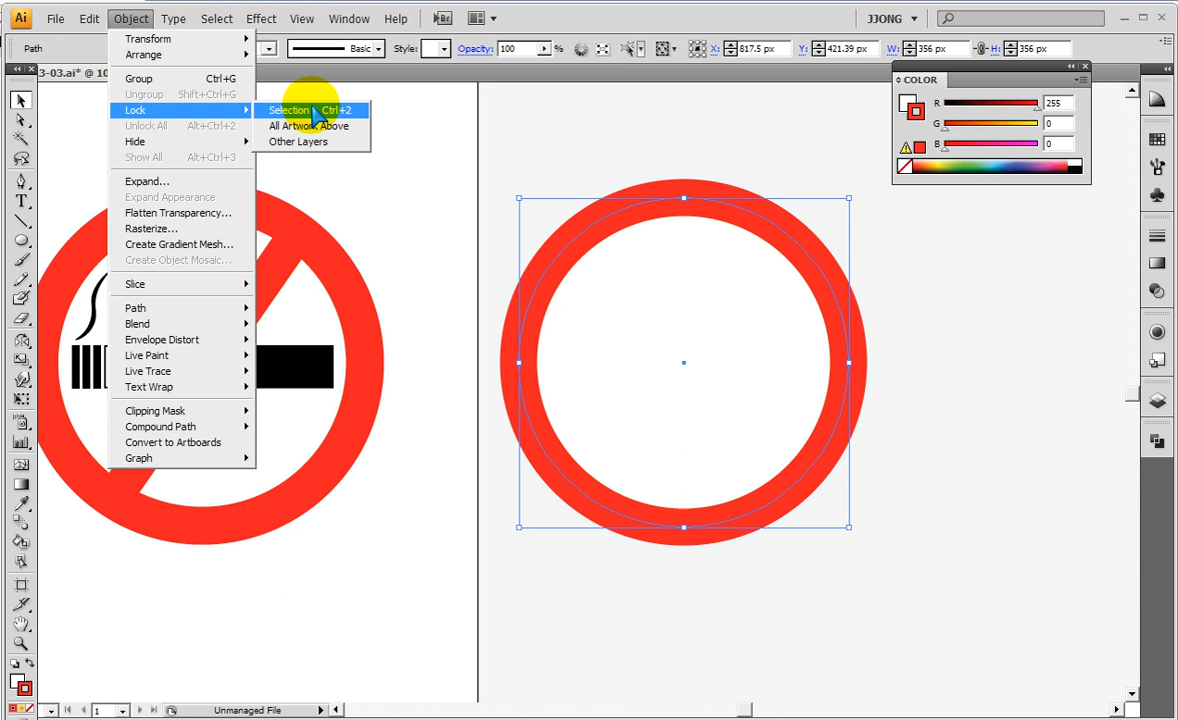 Ai File Edit Object Type Select Effect View Window Help Br JJONG
Path Basic Style: Opacity: 100 % X: 817.5 px Y: 421.39 px W: 356 px H: 356 px
COLOR
R 255
G 0
B 0
Transform
Arrange
Group Ctrl+G
Ungroup Shift+Ctrl+G
Lock
Unlock All Alt+Ctrl+2
Hide
Show All Alt+Ctrl+3
Expand...
Expand Appearance
Flatten Transparency...
Rasterize...
Create Gradient Mesh...
Create Object Mosaic...
Slice
Path
Blend
Envelope Distort
Live Paint
Live Trace
Text Wrap
Clipping Mask
Compound Path
Convert to Artboards
Graph
Selection Ctrl+2
All Artwork Above
Other Layers
1 Unmanaged File